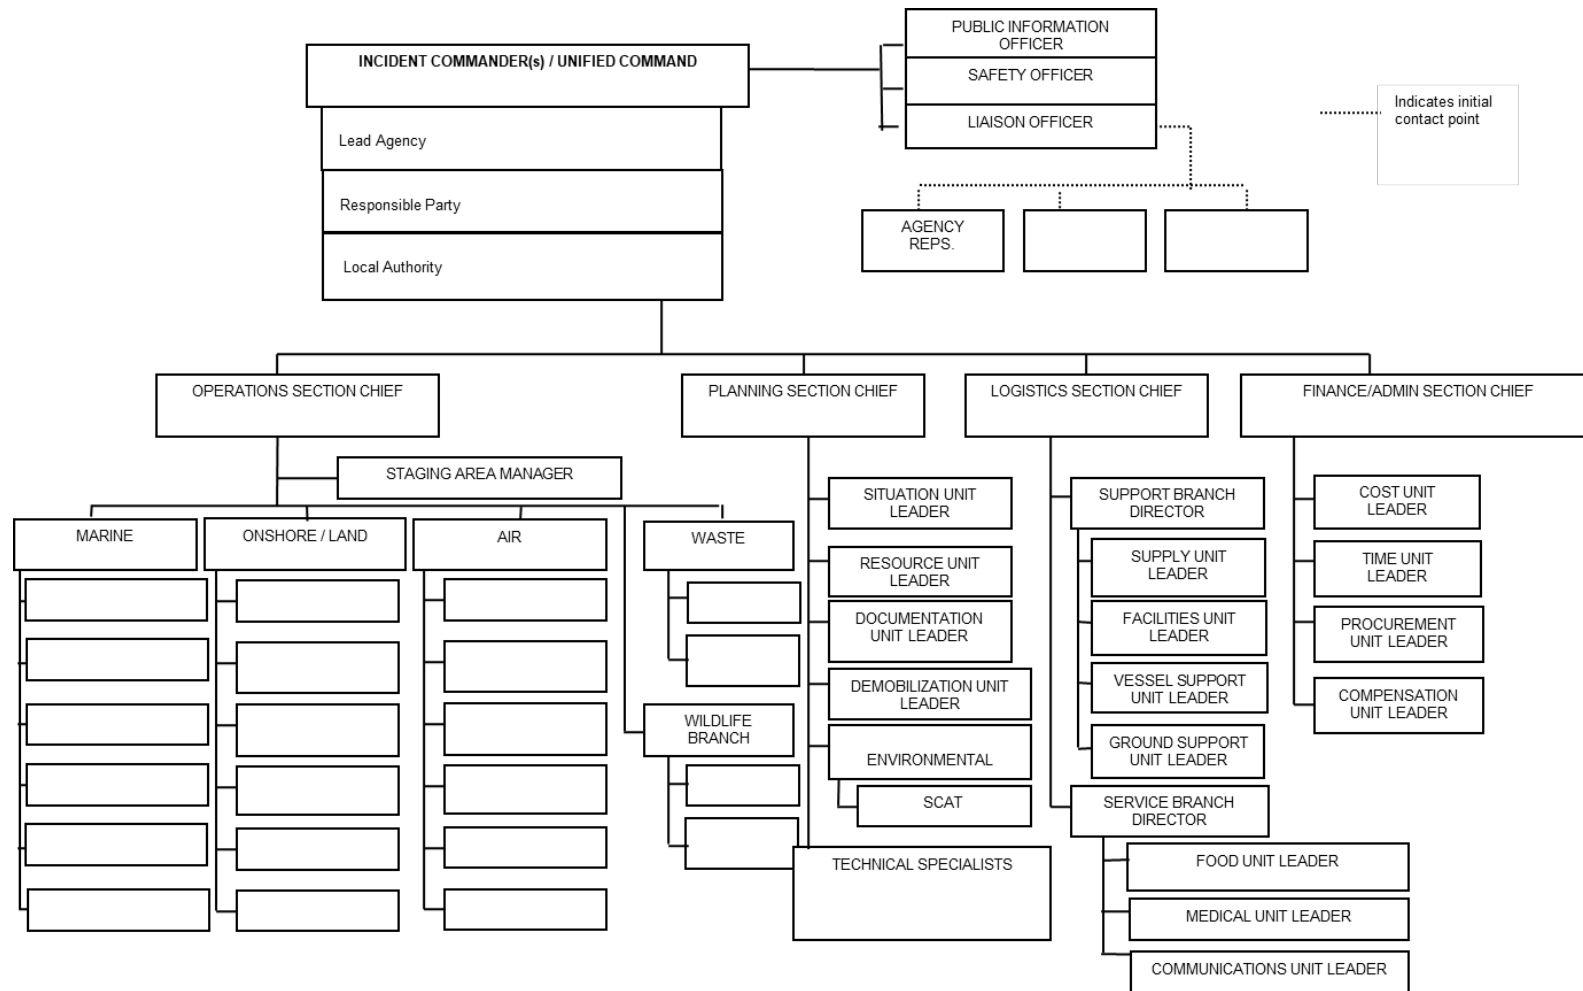 PUBLIC INFORMATION
OFFICER
INCIDENT COMMANDER(s) / UNIFIED COMMAND
SAFETY OFFICER
LIAISON OFFICER
Indicates initial
contact point
Lead Agency
Responsible Party
Local Authority
AGENCY
REPS.
OPERATIONS SECTION CHIEF
PLANNING SECTION CHIEF
LOGISTICS SECTION CHIEF
FINANCE/ADMIN SECTION CHIEF
STAGING AREA MANAGER
MARINE
ONSHORE / LAND
AIR
WASTE
WILDLIFE
BRANCH
SITUATION UNIT
LEADER
RESOURCE UNIT
LEADER
DOCUMENTATION
UNIT LEADER
DEMOBILIZATION UNIT
LEADER
ENVIRONMENTAL
SCAT
TECHNICAL SPECIALISTS
SUPPORT BRANCH
DIRECTOR
SUPPLY UNIT
LEADER
FACILITIES UNIT
LEADER
VESSEL SUPPORT
UNIT LEADER
GROUND SUPPORT
UNIT LEADER
SERVICE BRANCH
DIRECTOR
FOOD UNIT LEADER
MEDICAL UNIT LEADER
COMMUNICATIONS UNIT LEADER
COST UNIT
LEADER
TIME UNIT
LEADER
PROCUREMENT
UNIT LEADER
COMPENSATION
UNIT LEADER